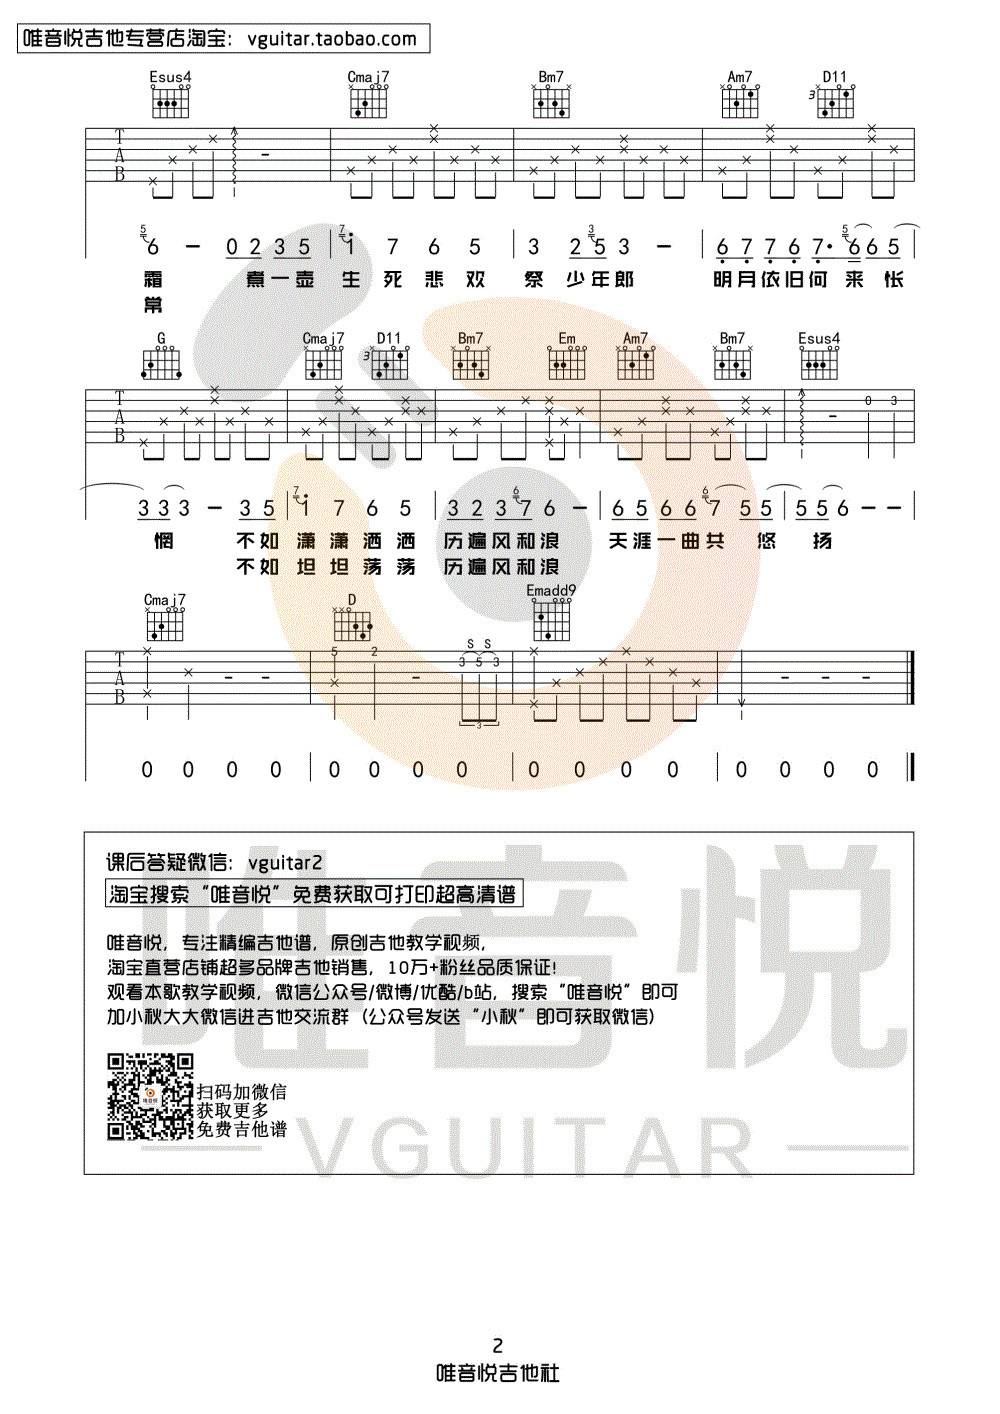 唯音悦吉他专营店淘宝：vguitar.taobao.com
Esus4 Cmaj7 Bm7 Am7 D11
3
T
A
B
6 － 0 2 3 5 1 7 6 5 3 2 5 3 － 6 7 7 6 7· 6 6 5
霜 煮一壶 生 死 悲 欢 祭 少年郎 明月依旧何 来 怅
常
G Cmaj7 D11 Bm7 Em Am7 Bm7 Esus4
3
T
A
B
0 3
3 3 3 － 3 5 1 7 6 5 3 2 3 7 6 － 6 5 6 6 7 5 5 5 5 6 － －
惘 不如 潇 潇 洒 洒 历遍风和浪 天涯一曲共 悠 扬
不如 坦 坦 荡 荡 历遍风和浪
Cmaj7 D Emadd9
T
A
B
5 2 S S
3 5 3
3
0 0 0 0 0 0 0 0 0 0 0 0 0 0 0 0
课后答疑微信：vguitar2
淘宝搜索“唯音悦”免费获取可打印超高清谱
唯音悦，专注精编吉他谱，原创吉他教学视频，
淘宝直营店铺超多品牌吉他销售，10万+粉丝品质保证!
观看本歌教学视频，微信公众号/微博/优酷/b站，搜索“唯音悦”即可
加小秋大大微信进吉他交流群 (公众号发送“小秋”即可获取微信)
扫码加微信
获取更多
免费吉他谱
唯音悦
VGUITAR
2
唯音悦吉他社